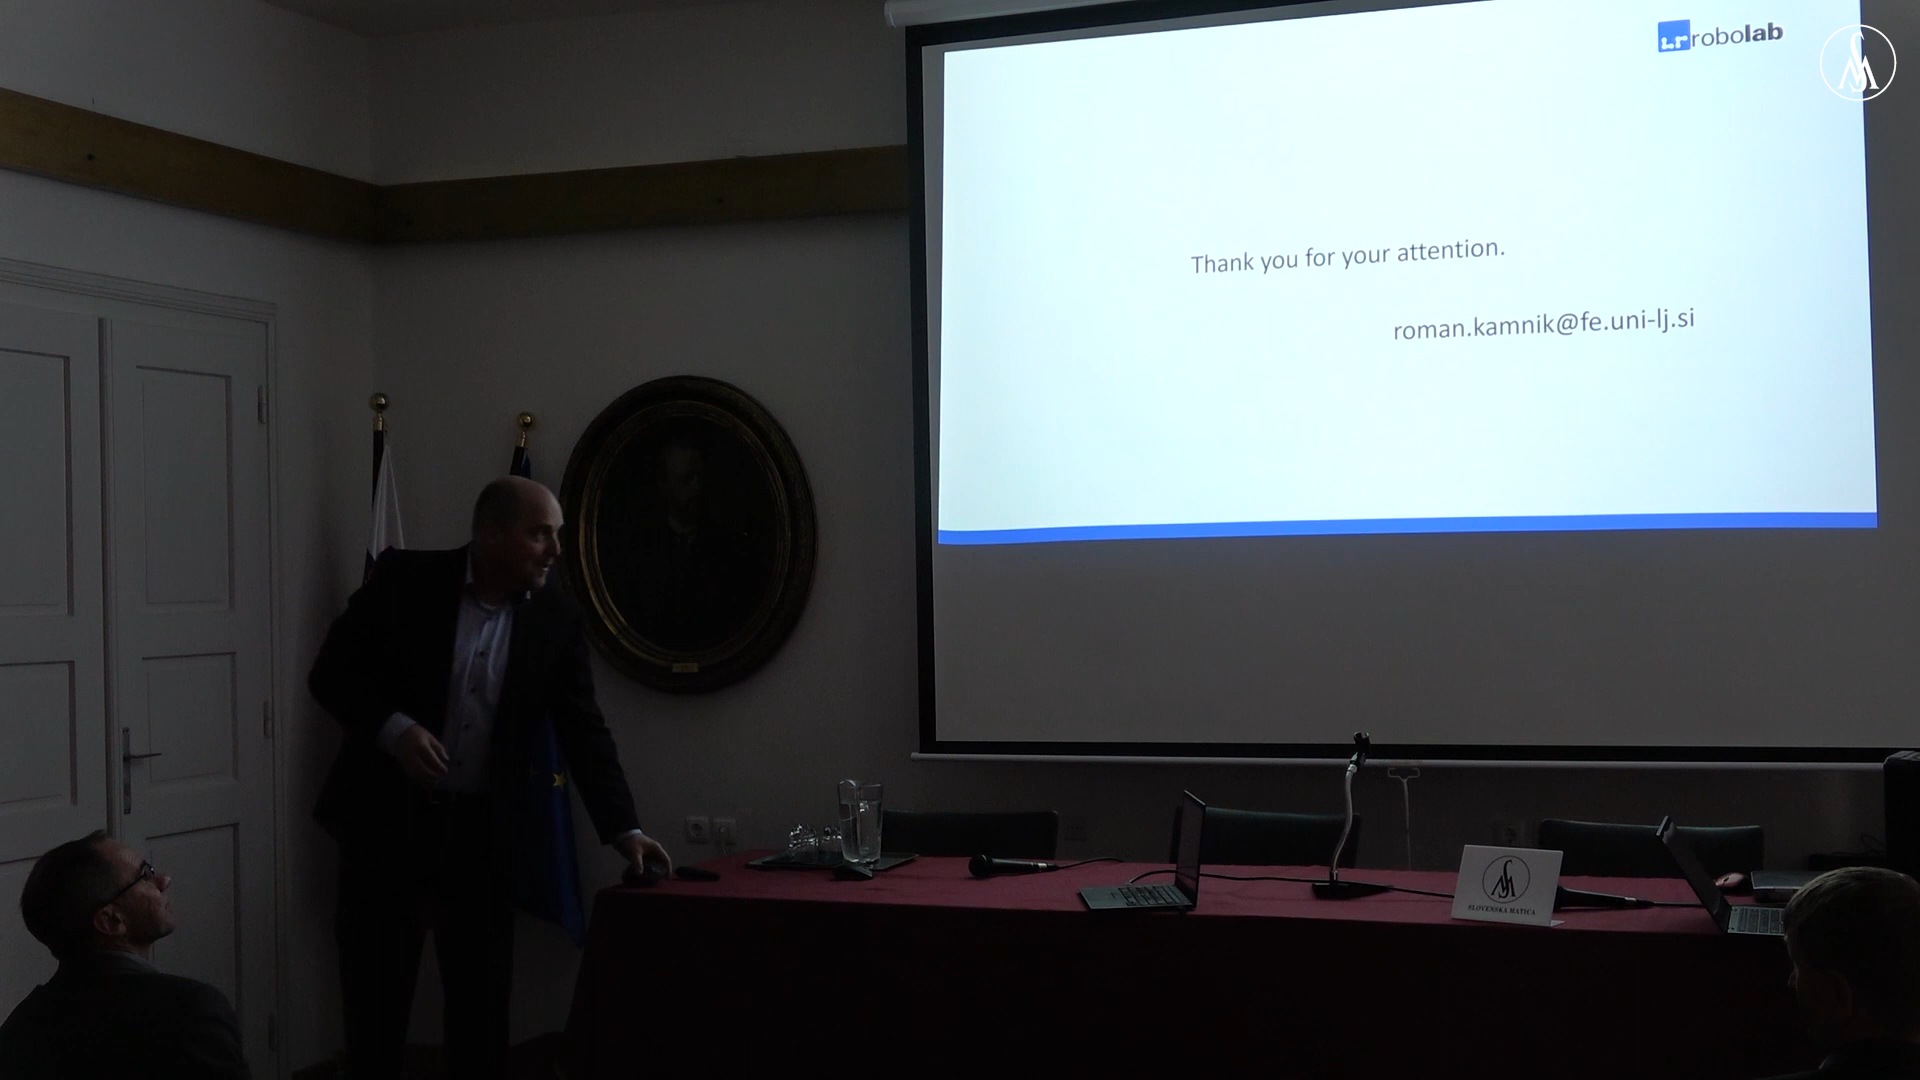 robolab
Thank you for your attention.
roman.kamnik@fe.uni-lj.si
SLOVENSKA MATICA